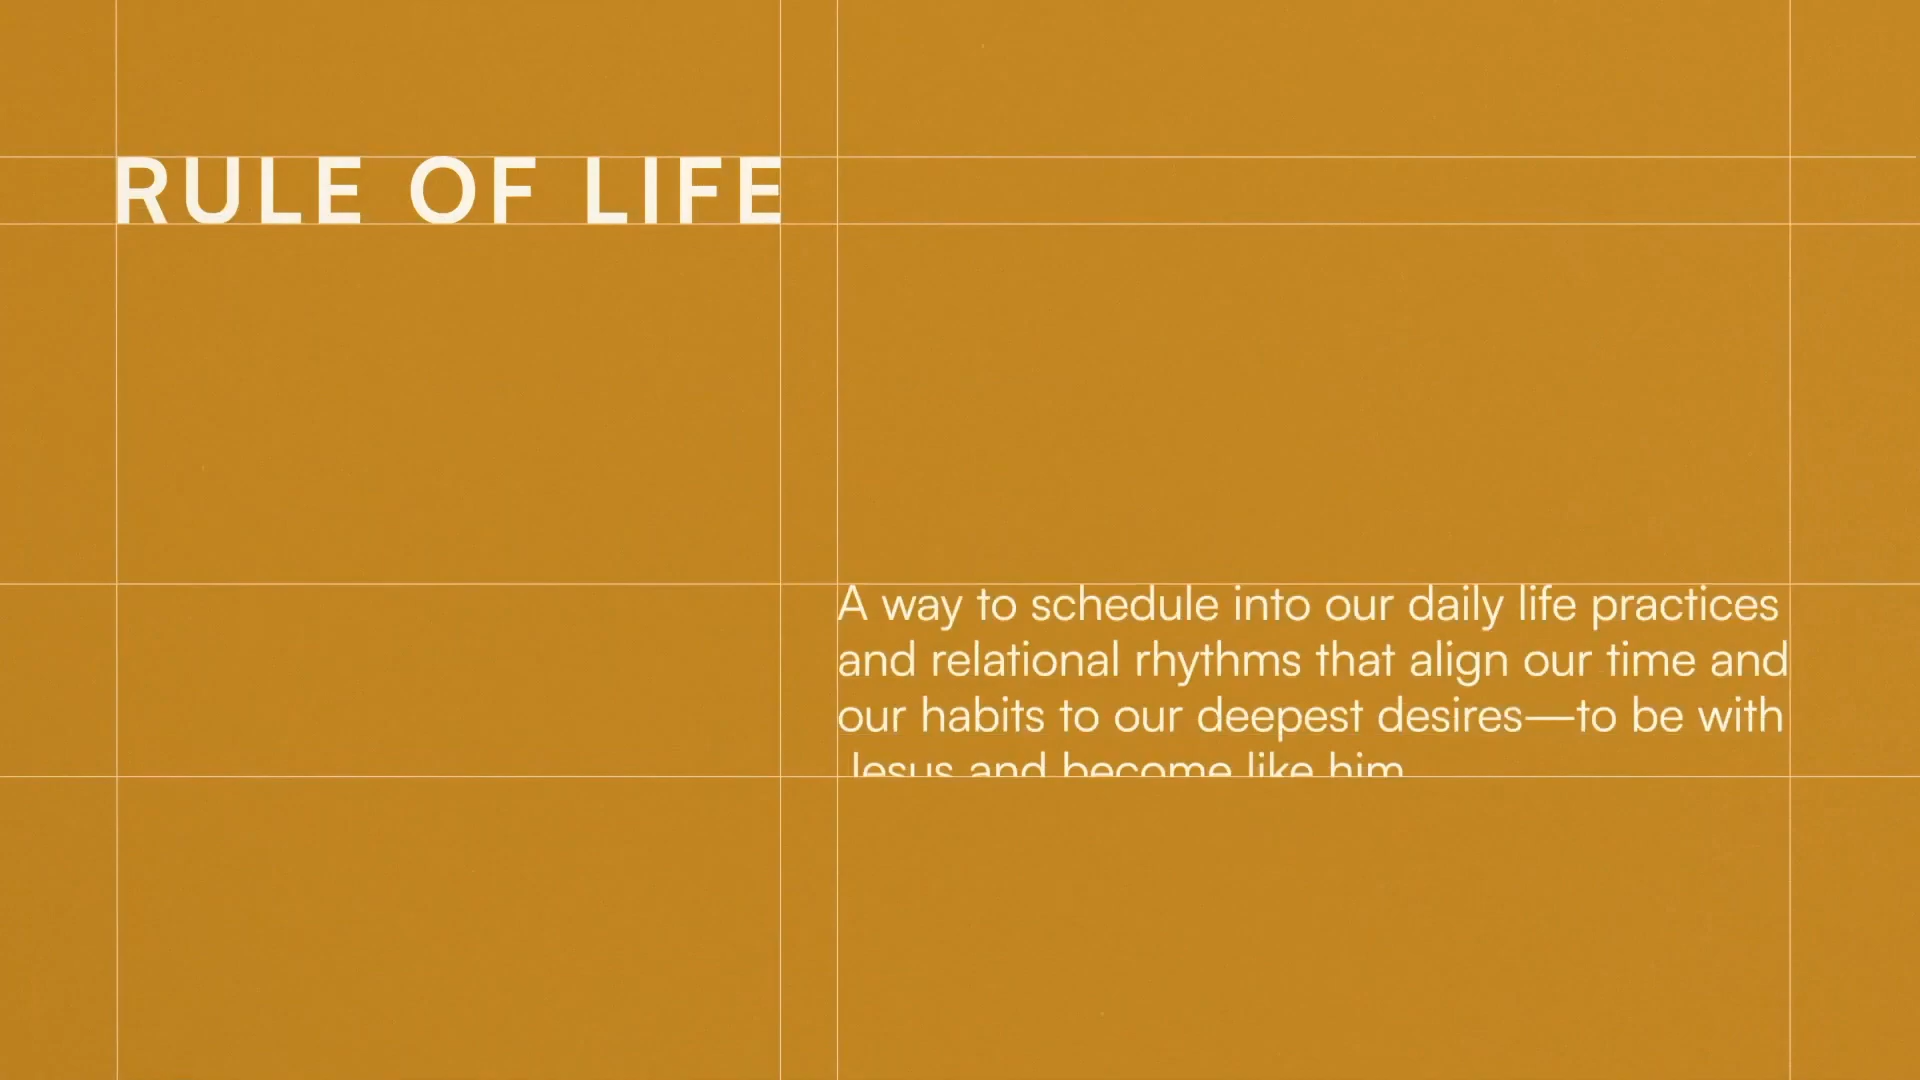 RULE OF LIFE
A way to schedule into our daily life practices
and relational rhythms that align our time and
our habits to our deepest desires—to be with
Jesus and become like him